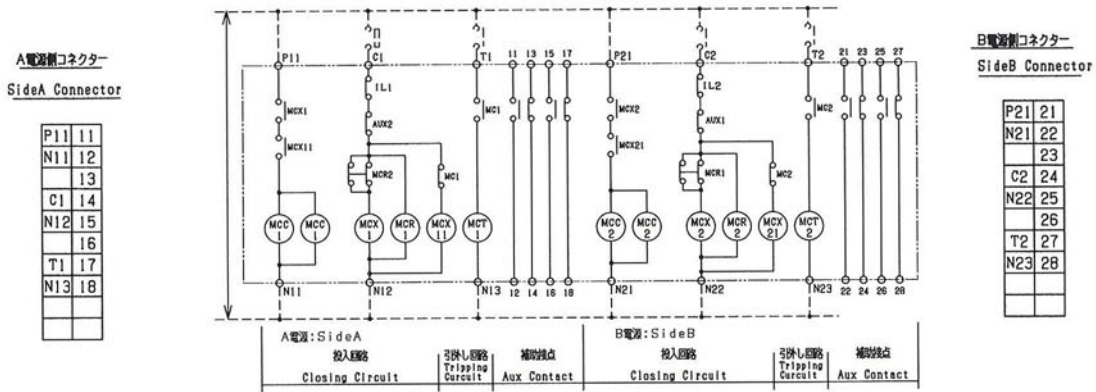 A電源側コネクター
SideA Connector
P11 11
N11 12
13
C1 14
N12 15
16
T1 17
N13 18
P11 C1 T1 11 13 15 17 P21 C2 T2 21 23 25 27
IL1 IL2
MCX1 MC1 MCX2 MC2
AUX2 AUX1
MCX11 MCX21
MCR2 MC1 MCR1 MC2
MCC 1 MCC 1 MCX 1 MCR 1 MCX 11 MCT 1 MCC 2 MCC 2 MCX 2 MCR 2 MCX 21 MCT 2
N11 N12 N13 12 14 16 18 N21 N22 N23 22 24 26 28
A電源:SideA
B電源:SideB
投入回路
Closing Circuit
引外し回路
Tripping
Curcuit
補助接点
Aux Contact
投入回路
Closing Circuit
引外し回路
Tripping
Curcuit
補助接点
Aux Contact
B電源側コネクター
SideB Connector
P21 21
N21 22
23
C2 24
N22 25
26
T2 27
N23 28